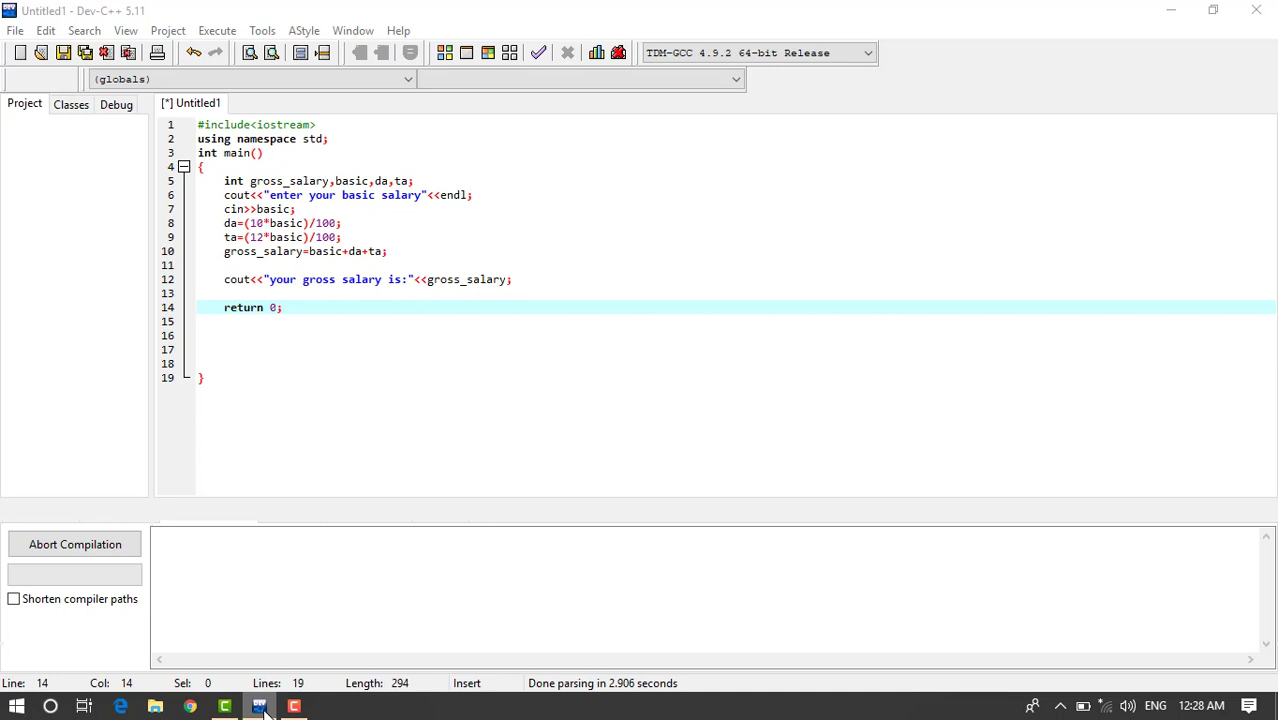 Untitled1 - Dev-C++ 5.11
File Edit Search View Project Execute Tools AStyle Window Help
TDM-GCC 4.9.2 64-bit Release
(globals)
Project Classes Debug [*] Untitled1
1 #include<iostream>
2 using namespace std;
3 int main()
4 {
5 int gross_salary,basic,da,ta;
6 cout<<"enter your basic salary"<<endl;
7 cin>>basic;
8 da=(10*basic)/100;
9 ta=(12*basic)/100;
10 gross_salary=basic+da+ta;
11
12 cout<<"your gross salary is:"<<gross_salary;
13
14 return 0;
15
16
17
18
19 }
Abort Compilation
Shorten compiler paths
Line: 14 Col: 14 Sel: 0 Lines: 19 Length: 294 Insert Done parsing in 2.906 seconds
ENG 12:28 AM